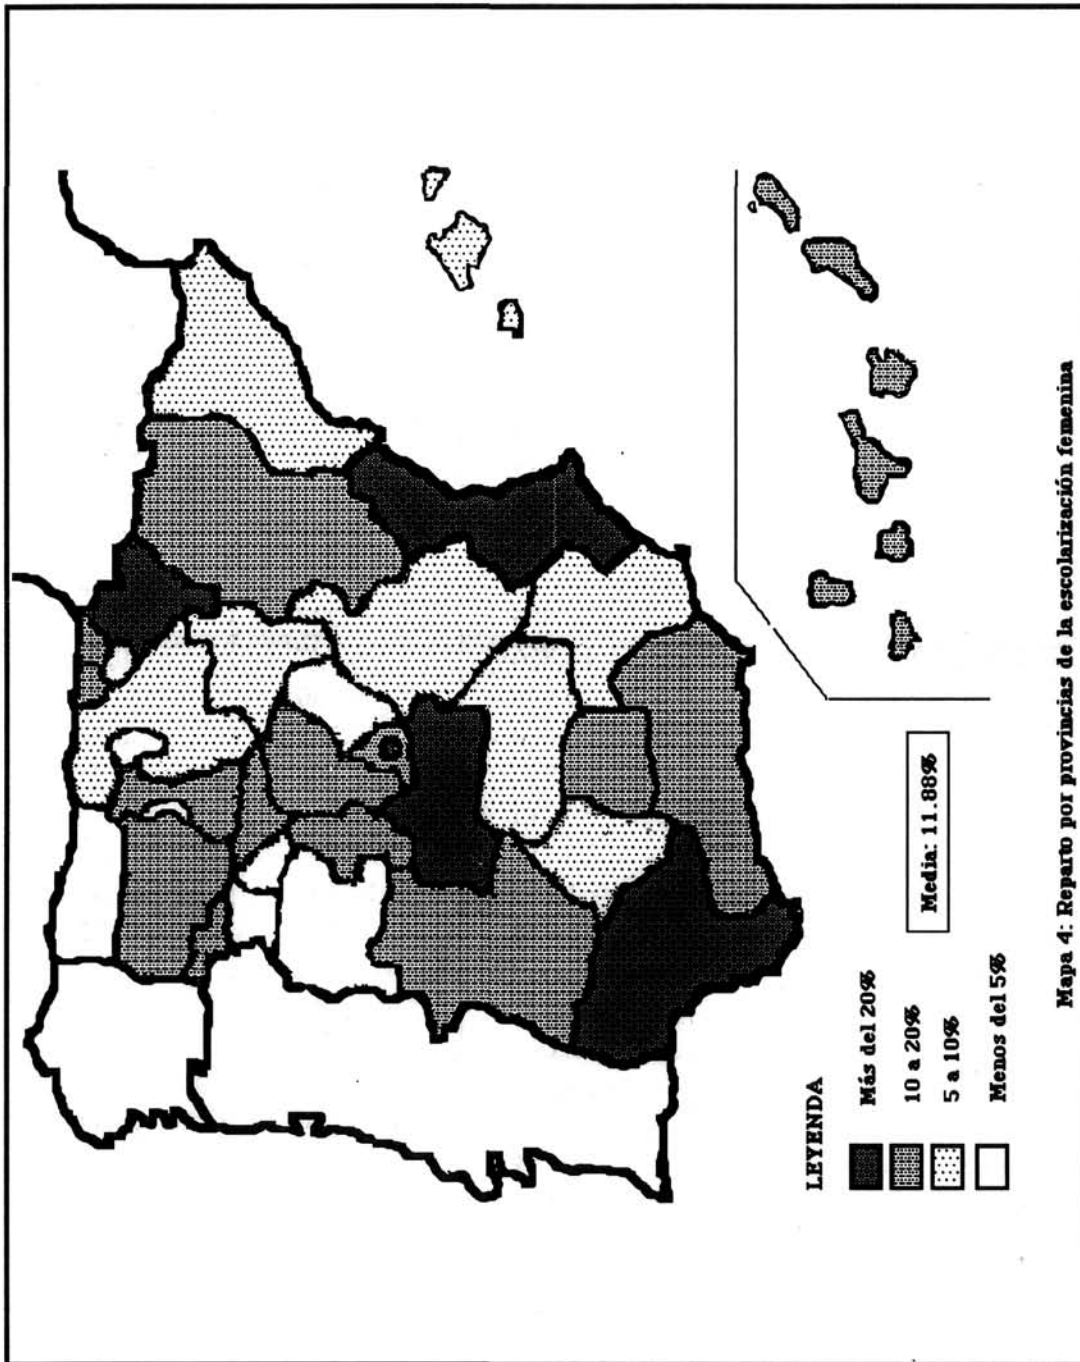 LEYENDA
Más del 20%
10 a 20%
5 a 10%
Menos del 5%
Media: 11.88%
Mapa 4: Reparto por provincias de la escolarización femenina